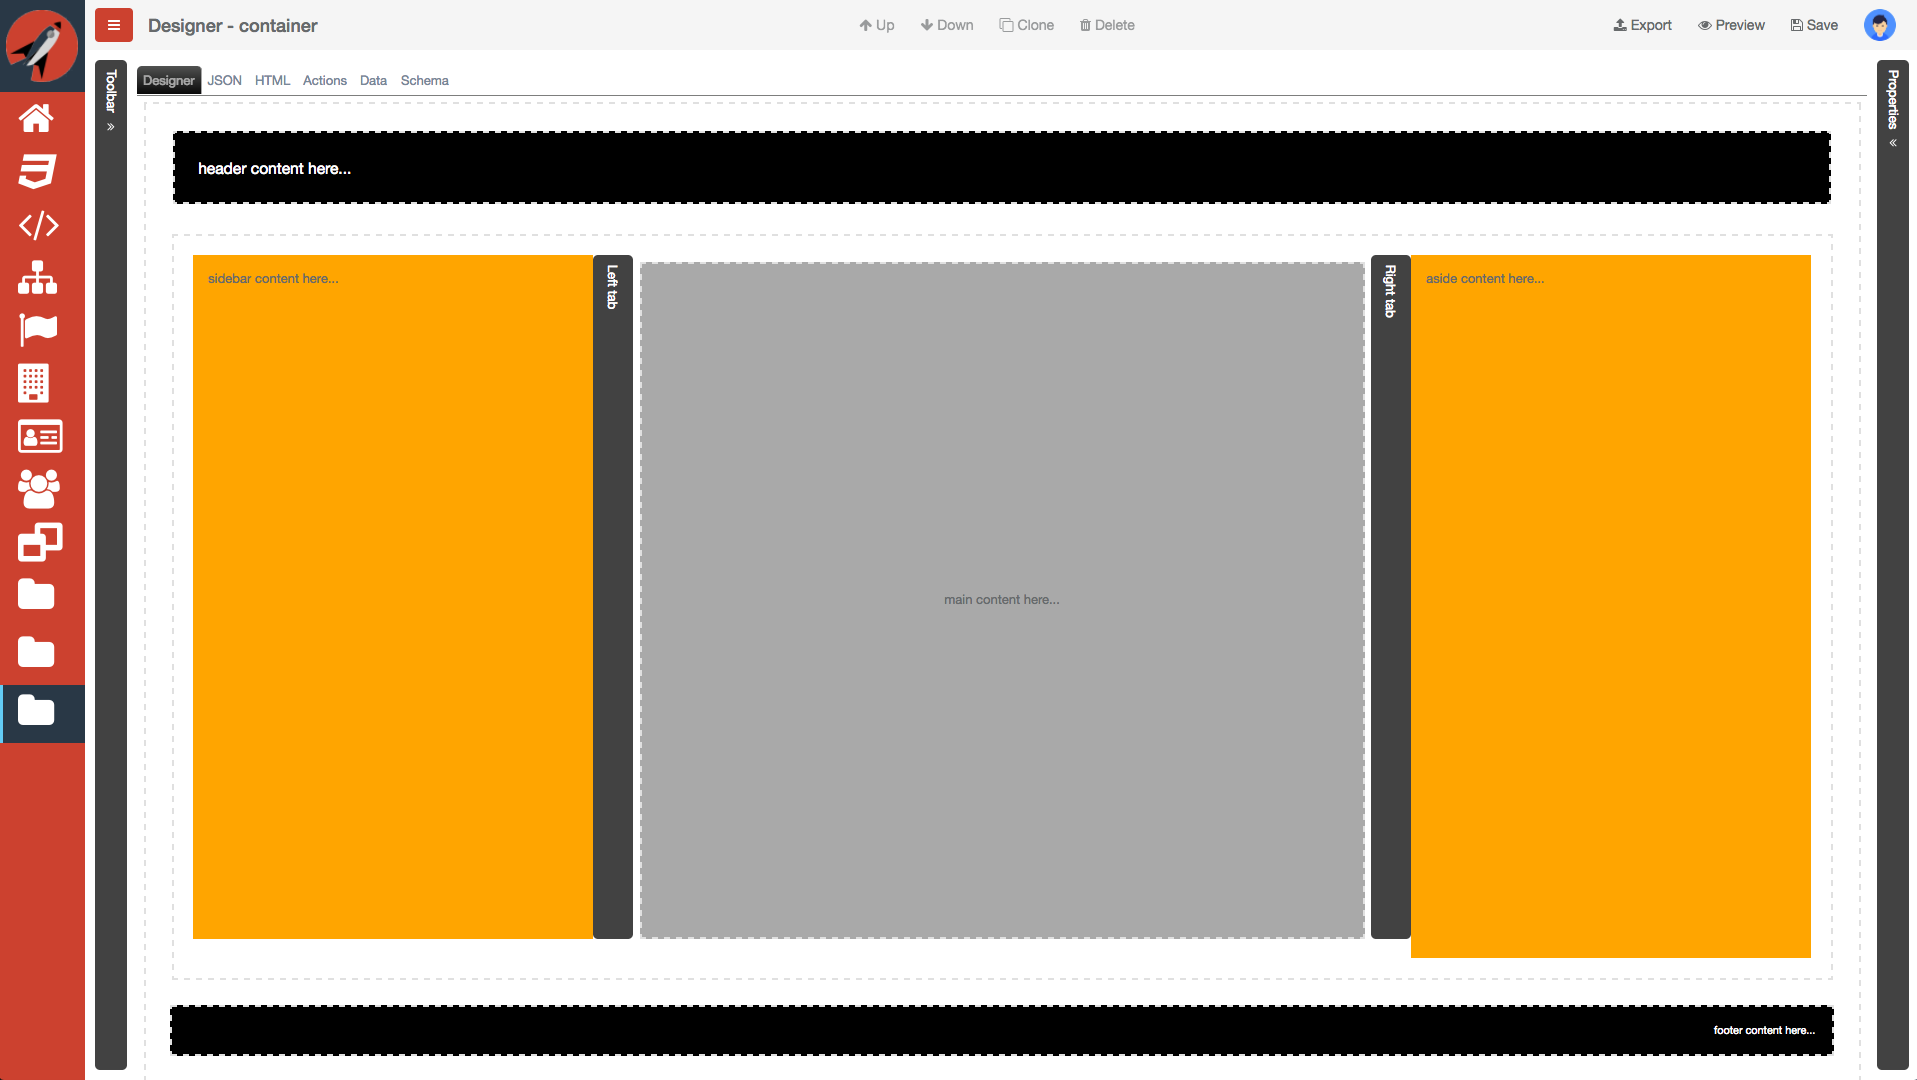 Designer - container
Up Down Clone Delete
Export Preview Save
Toolbar »
Designer JSON HTML Actions Data Schema
Properties «
header content here...
sidebar content here...
Left tab
main content here...
Right tab
aside content here...
footer content here...